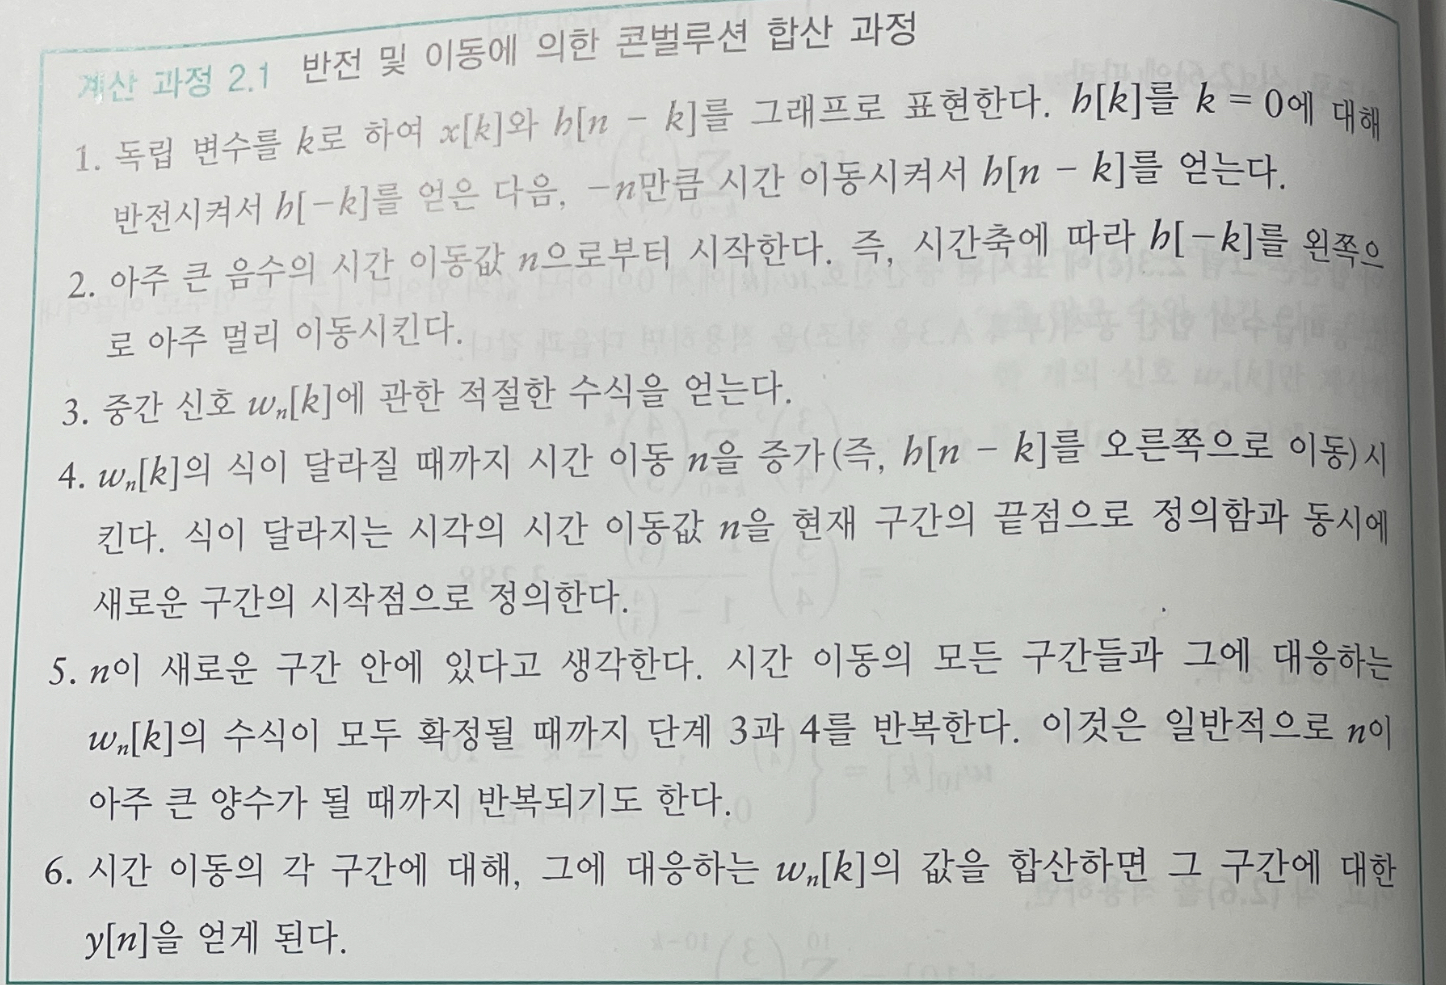 계산 과정 2.1 반전 및 이동에 의한 콘벌루션 합산 과정
1. 독립 변수를 k로 하여 x[k]와 h[n − k]를 그래프로 표현한다. h[k]를 k = 0에 대해
반전시켜서 h[−k]를 얻은 다음, −n만큼 시간 이동시켜서 h[n − k]를 얻는다.
2. 아주 큰 음수의 시간 이동값 n으로부터 시작한다. 즉, 시간축에 따라 h[−k]를 왼쪽으
로 아주 멀리 이동시킨다.
3. 중간 신호 wₙ[k]에 관한 적절한 수식을 얻는다.
4. wₙ[k]의 식이 달라질 때까지 시간 이동 n을 증가(즉, h[n − k]를 오른쪽으로 이동)시
킨다. 식이 달라지는 시각의 시간 이동값 n을 현재 구간의 끝점으로 정의함과 동시에
새로운 구간의 시작점으로 정의한다.
5. n이 새로운 구간 안에 있다고 생각한다. 시간 이동의 모든 구간들과 그에 대응하는
wₙ[k]의 수식이 모두 확정될 때까지 단계 3과 4를 반복한다. 이것은 일반적으로 n이
아주 큰 양수가 될 때까지 반복되기도 한다.
6. 시간 이동의 각 구간에 대해, 그에 대응하는 wₙ[k]의 값을 합산하면 그 구간에 대한
y[n]을 얻게 된다.